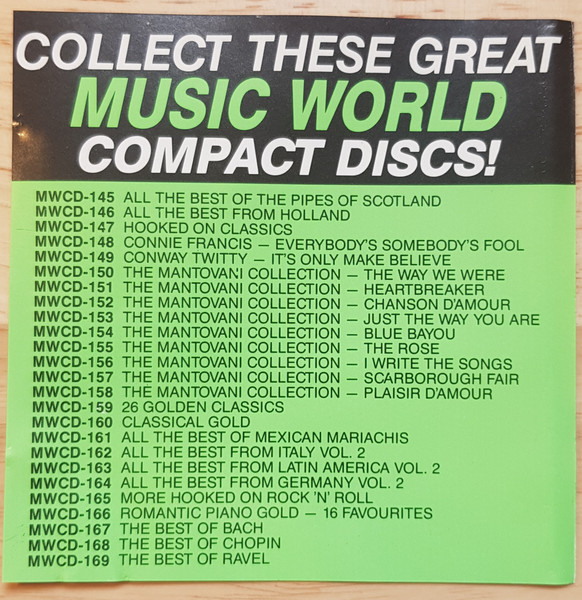 COLLECT THESE GREAT
MUSIC WORLD
COMPACT DISCS!
MWCD-145 ALL THE BEST OF THE PIPES OF SCOTLAND
MWCD-146 ALL THE BEST FROM HOLLAND
MWCD-147 HOOKED ON CLASSICS
MWCD-148 CONNIE FRANCIS — EVERYBODY'S SOMEBODY'S FOOL
MWCD-149 CONWAY TWITTY — IT'S ONLY MAKE BELIEVE
MWCD-150 THE MANTOVANI COLLECTION — THE WAY WE WERE
MWCD-151 THE MANTOVANI COLLECTION — HEARTBREAKER
MWCD-152 THE MANTOVANI COLLECTION — CHANSON D'AMOUR
MWCD-153 THE MANTOVANI COLLECTION — JUST THE WAY YOU ARE
MWCD-154 THE MANTOVANI COLLECTION — BLUE BAYOU
MWCD-155 THE MANTOVANI COLLECTION — THE ROSE
MWCD-156 THE MANTOVANI COLLECTION — I WRITE THE SONGS
MWCD-157 THE MANTOVANI COLLECTION — SCARBOROUGH FAIR
MWCD-158 THE MANTOVANI COLLECTION — PLAISIR D'AMOUR
MWCD-159 26 GOLDEN CLASSICS
MWCD-160 CLASSICAL GOLD
MWCD-161 ALL THE BEST OF MEXICAN MARIACHIS
MWCD-162 ALL THE BEST FROM ITALY VOL. 2
MWCD-163 ALL THE BEST FROM LATIN AMERICA VOL. 2
MWCD-164 ALL THE BEST FROM GERMANY VOL. 2
MWCD-165 MORE HOOKED ON ROCK 'N' ROLL
MWCD-166 ROMANTIC PIANO GOLD — 16 FAVOURITES
MWCD-167 THE BEST OF BACH
MWCD-168 THE BEST OF CHOPIN
MWCD-169 THE BEST OF RAVEL